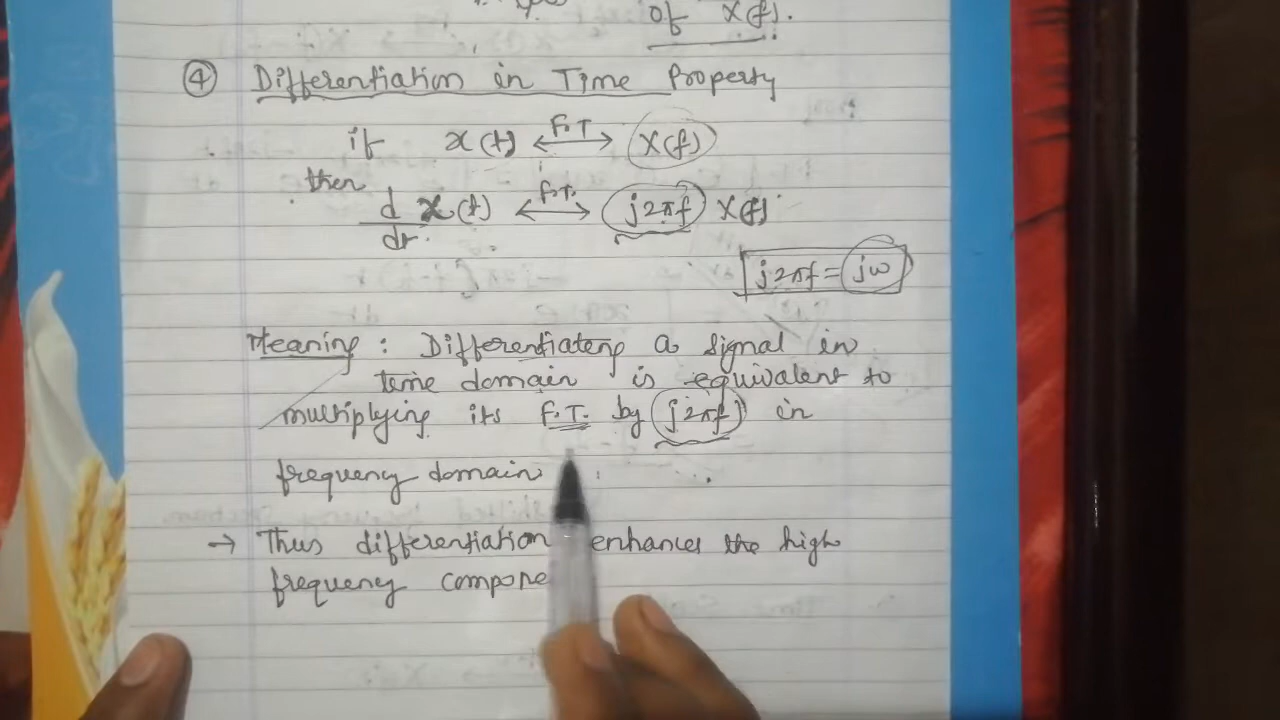 of X(f).
④ Differentiation in Time Property
if x(t) ⟷ F.T X(f)
then
d/dt x(t) ⟷ F.T. j2πf X(f)
j2πf = jω
Meaning : Differentiating a signal in
time domain is equivalent to
multiplying its F.T. by j2πf in
frequency domain
→ Thus differentiation enhances the high
frequency compone